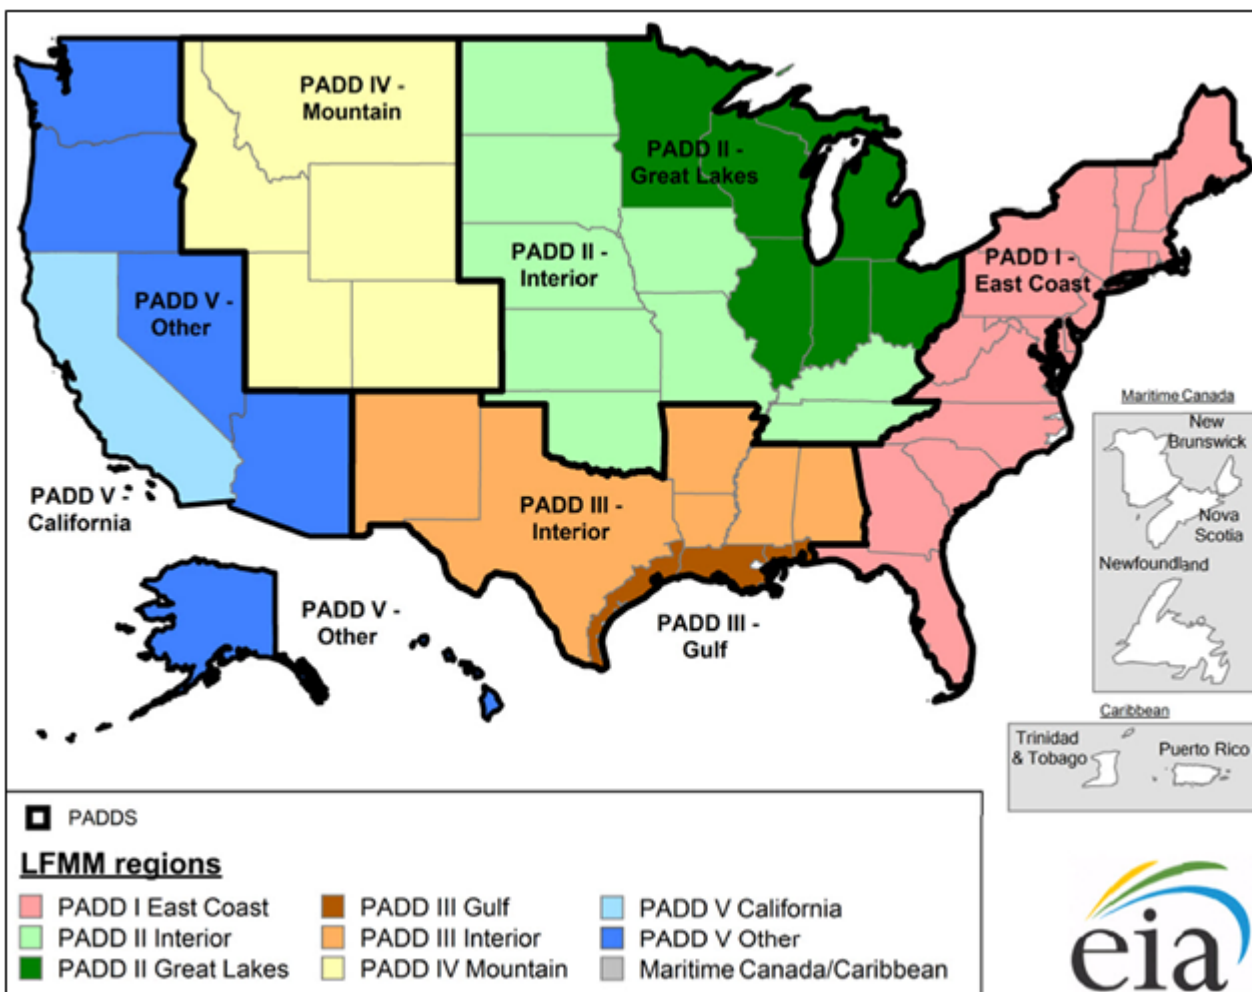 PADD IV -
Mountain
PADD II -
Great Lakes
PADD II -
Interior
PADD I -
East Coast
PADD V -
Other
PADD V -
California
PADD III -
Interior
PADD V -
Other
PADD III -
Gulf
Maritime Canada
New
Brunswick
Nova
Scotia
Newfoundland
Caribbean
Trinidad
& Tobago
Puerto Rico
PADDS
LFMM regions
PADD I East Coast
PADD II Interior
PADD II Great Lakes
PADD III Gulf
PADD III Interior
PADD IV Mountain
PADD V California
PADD V Other
Maritime Canada/Caribbean
eia